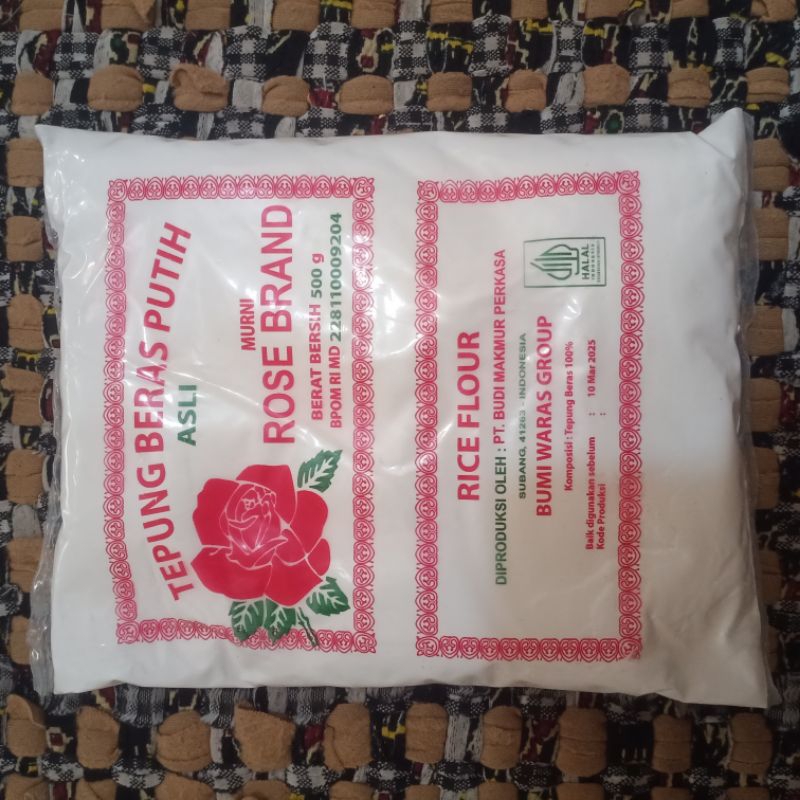 TEPUNG BERAS PUTIH
ASLI
MURNI
ROSE BRAND
BERAT BERSIH 500 g
BPOM RI MD 228110009204
RICE FLOUR
DIPRODUKSI OLEH : PT. BUDI MAKMUR PERKASA
SUBANG, 41263 - INDONESIA
BUMI WARAS GROUP
Komposisi : Tepung Beras 100%
Baik digunakan sebelum : 10 Mar 2025
Kode Produksi :
HALAL
INDONESIA